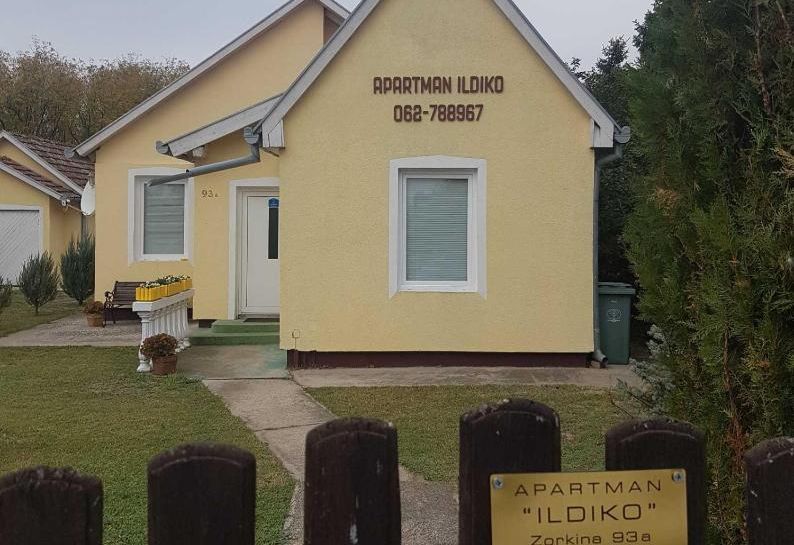 APARTMAN ILDIKO
062-788967
93a
APARTMAN
"ILDIKO"
Zorkina 93a